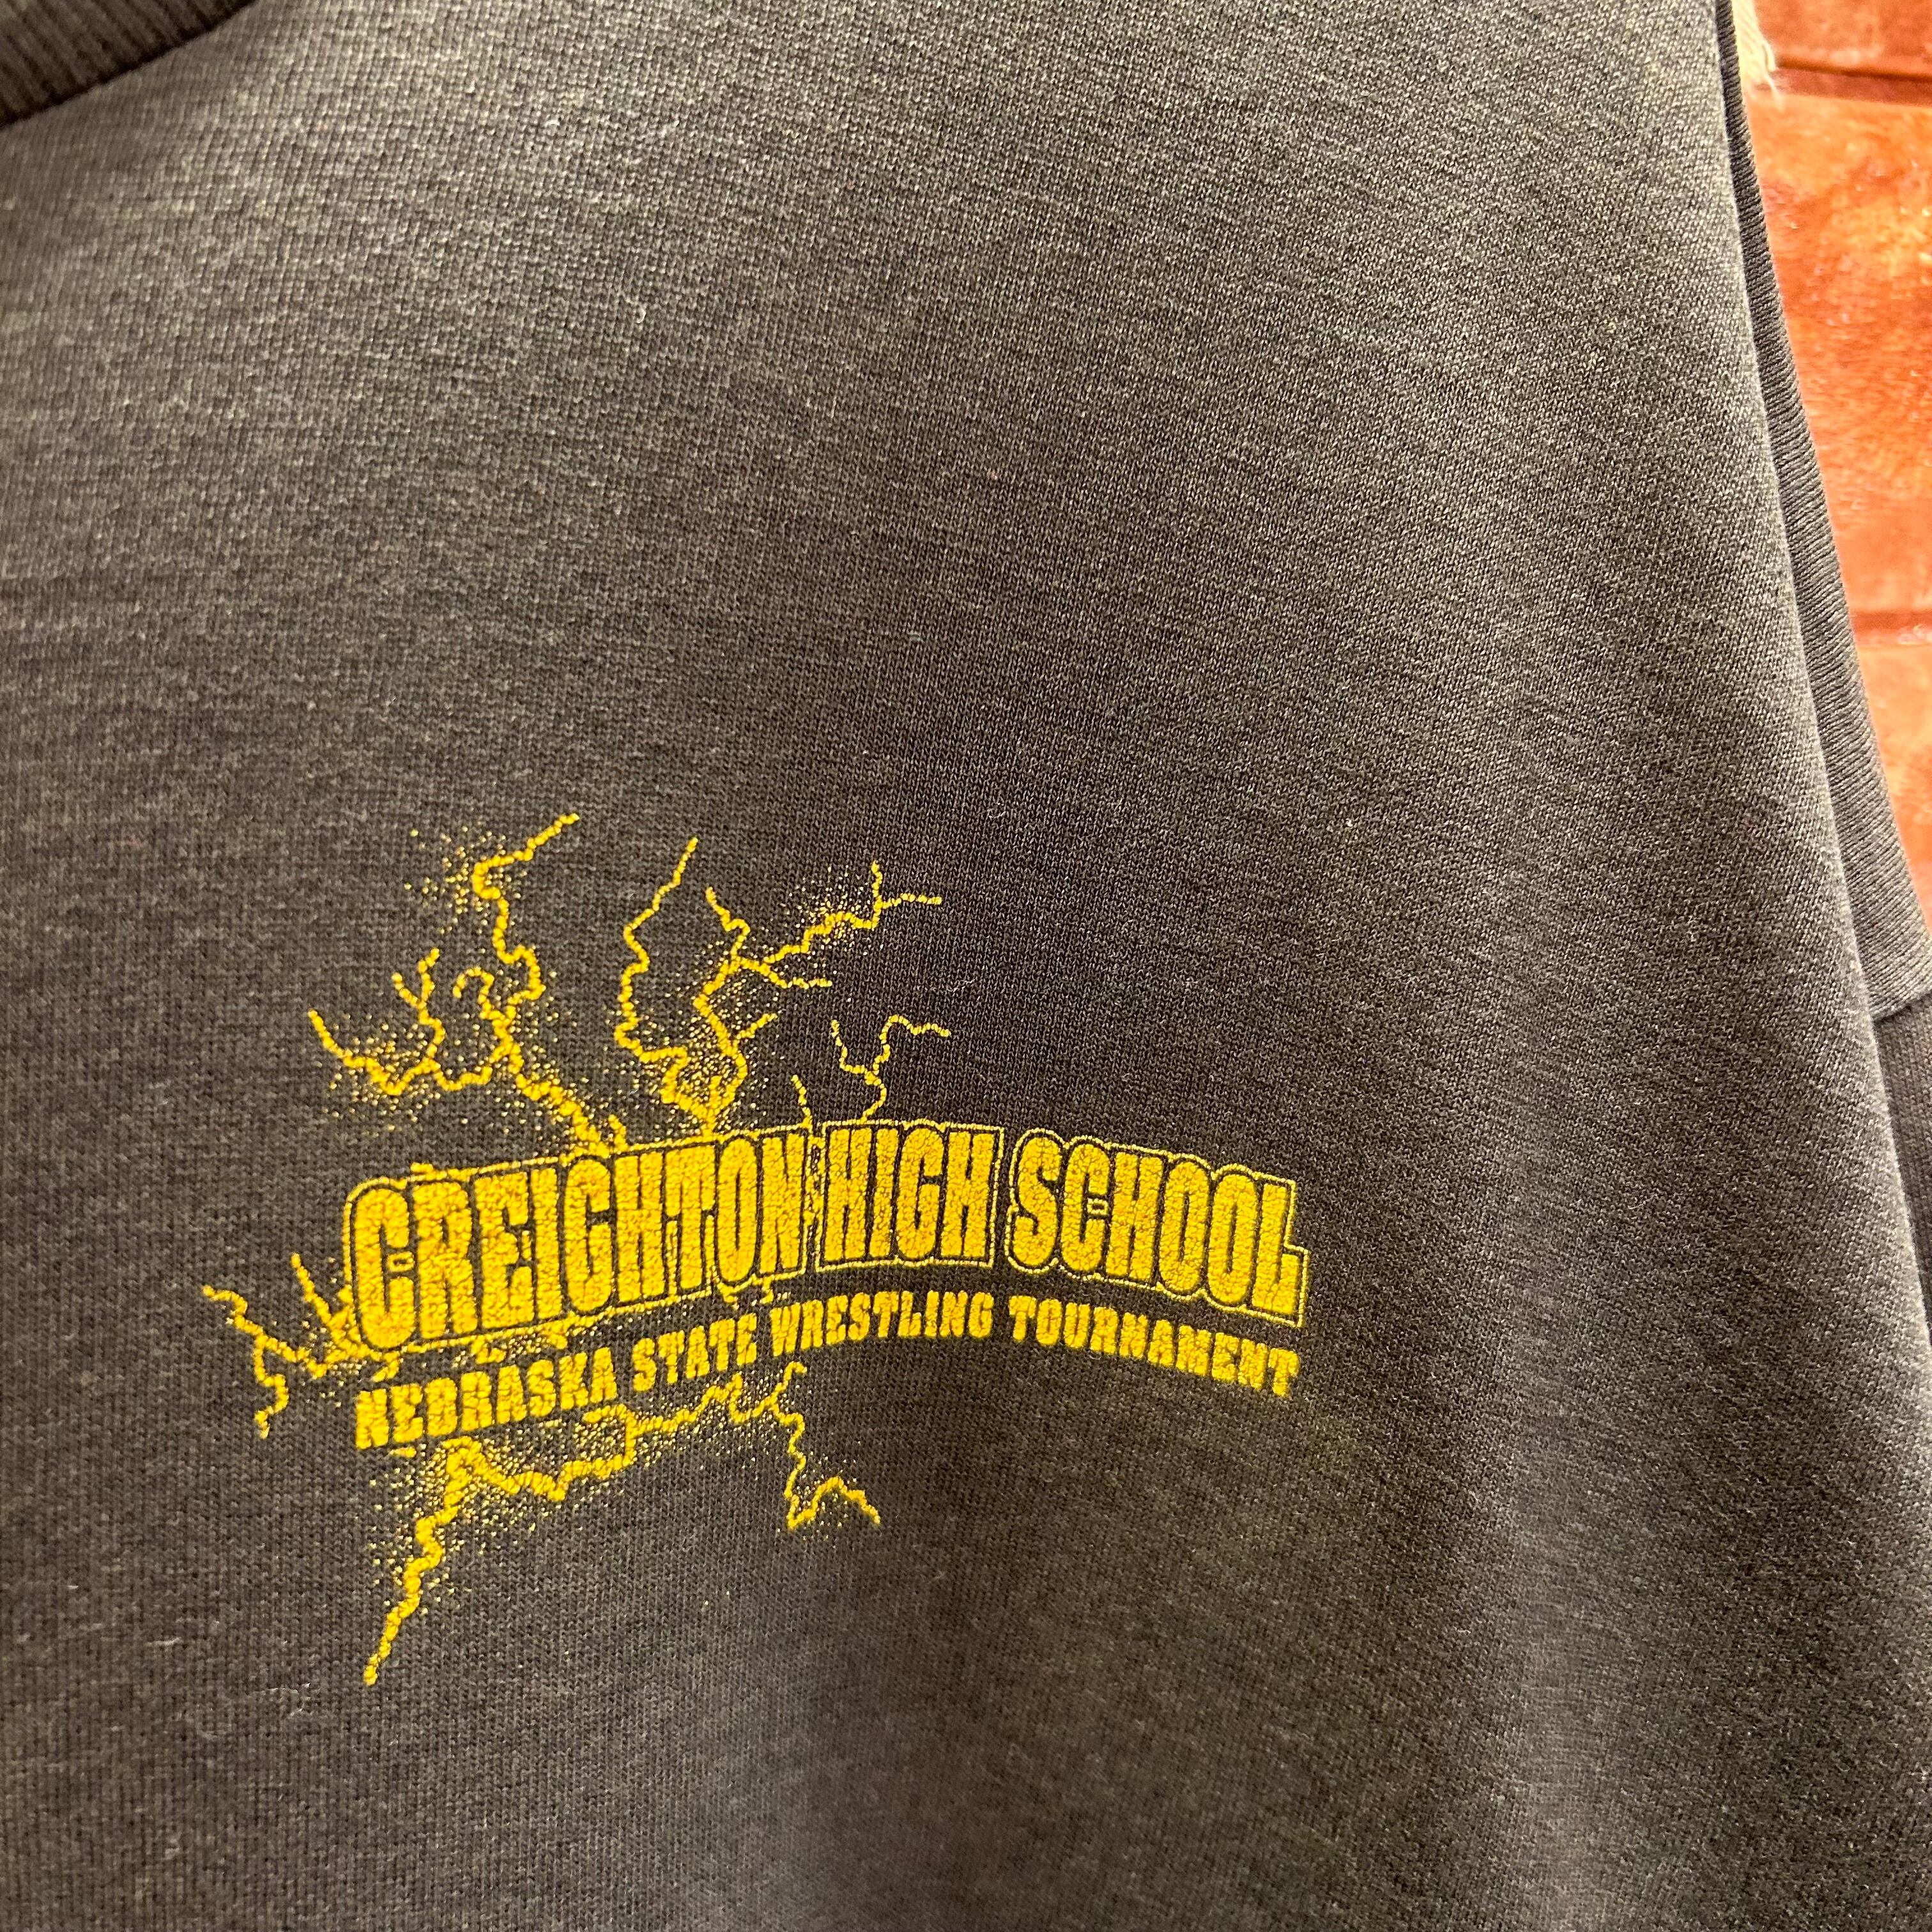 CREIGHTON HIGH SCHOOL
NEBRASKA STATE WRESTLING TOURNAMENT